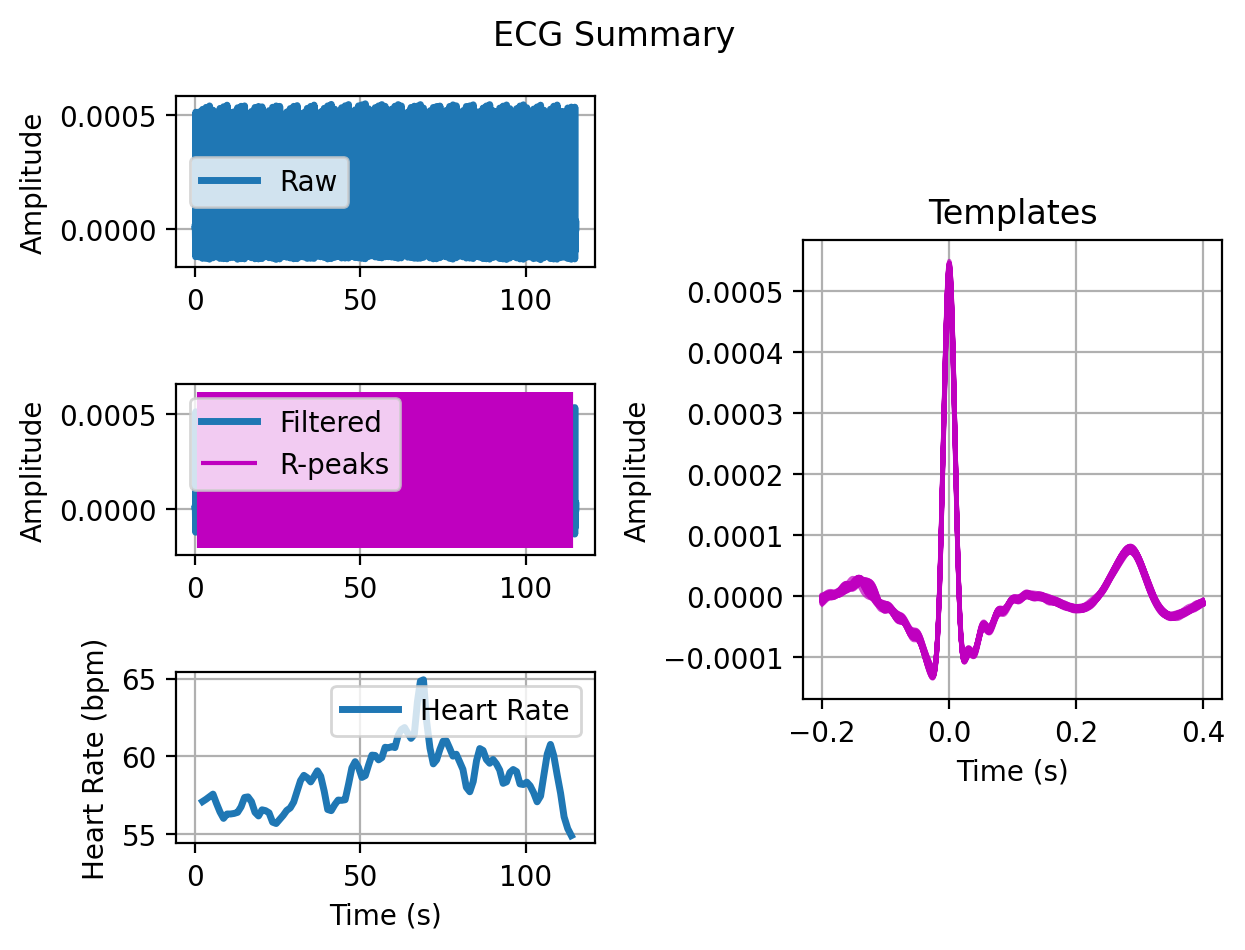 ECG Summary
Amplitude
0.0005
0.0000
Raw
0
50
100
Amplitude
0.0005
0.0000
Filtered
R-peaks
0
50
100
Heart Rate (bpm)
65
60
55
Heart Rate
0
50
100
Time (s)
Templates
Amplitude
0.0005
0.0004
0.0003
0.0002
0.0001
0.0000
−0.0001
−0.2
0.0
0.2
0.4
Time (s)